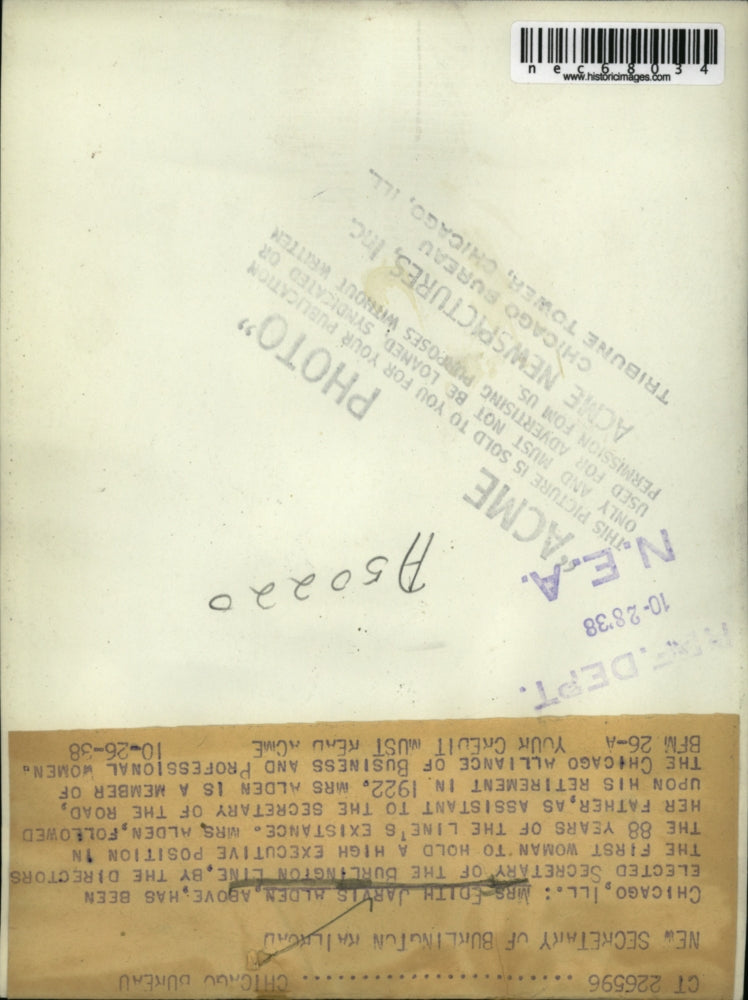 n e c 6 8 0 3 4
www.historicimages.com
CT 226596 ........................ CHICAGO BUREAU
NEW SECRETARY OF BURLINGTON RAILROAD
CHICAGO, ILL.: MRS EDITH JARVIS ALDEN, ABOVE, HAS BEEN
ELECTED SECRETARY OF THE BURLINGTON LINE, BY THE DIRECTORS
THE FIRST WOMAN TO HOLD A HIGH EXECUTIVE POSITION IN
THE 88 YEARS OF THE LINE'S EXISTANCE. MRS, ALDEN, FOLLOWED
HER FATHER, AS ASSISTANT TO THE SECRETARY OF THE ROAD,
UPON HIS RETIREMENT IN 1922. MRS ALDEN IS A MEMBER OF
THE CHICAGO ALLIANCE OF BUSINESS AND PROFESSIONAL WOMEN.
BFM 26-A YOUR CREDIT MUST READ ACME 10-26-38
REF. DEPT.
10-28'38
N.E.A.
A50220
"ACME PHOTO"
THIS PICTURE IS SOLD TO YOU FOR YOUR PUBLICATION
ONLY AND MUST NOT BE LOANED, SYNDICATED OR
USED FOR ADVERTISING PURPOSES WITHOUT WRITTEN
PERMISSION FOM US.
ACME NEWSPICTURES, INC.
CHICAGO BUREAU
TRIBUNE TOWER, CHICAGO, ILL.